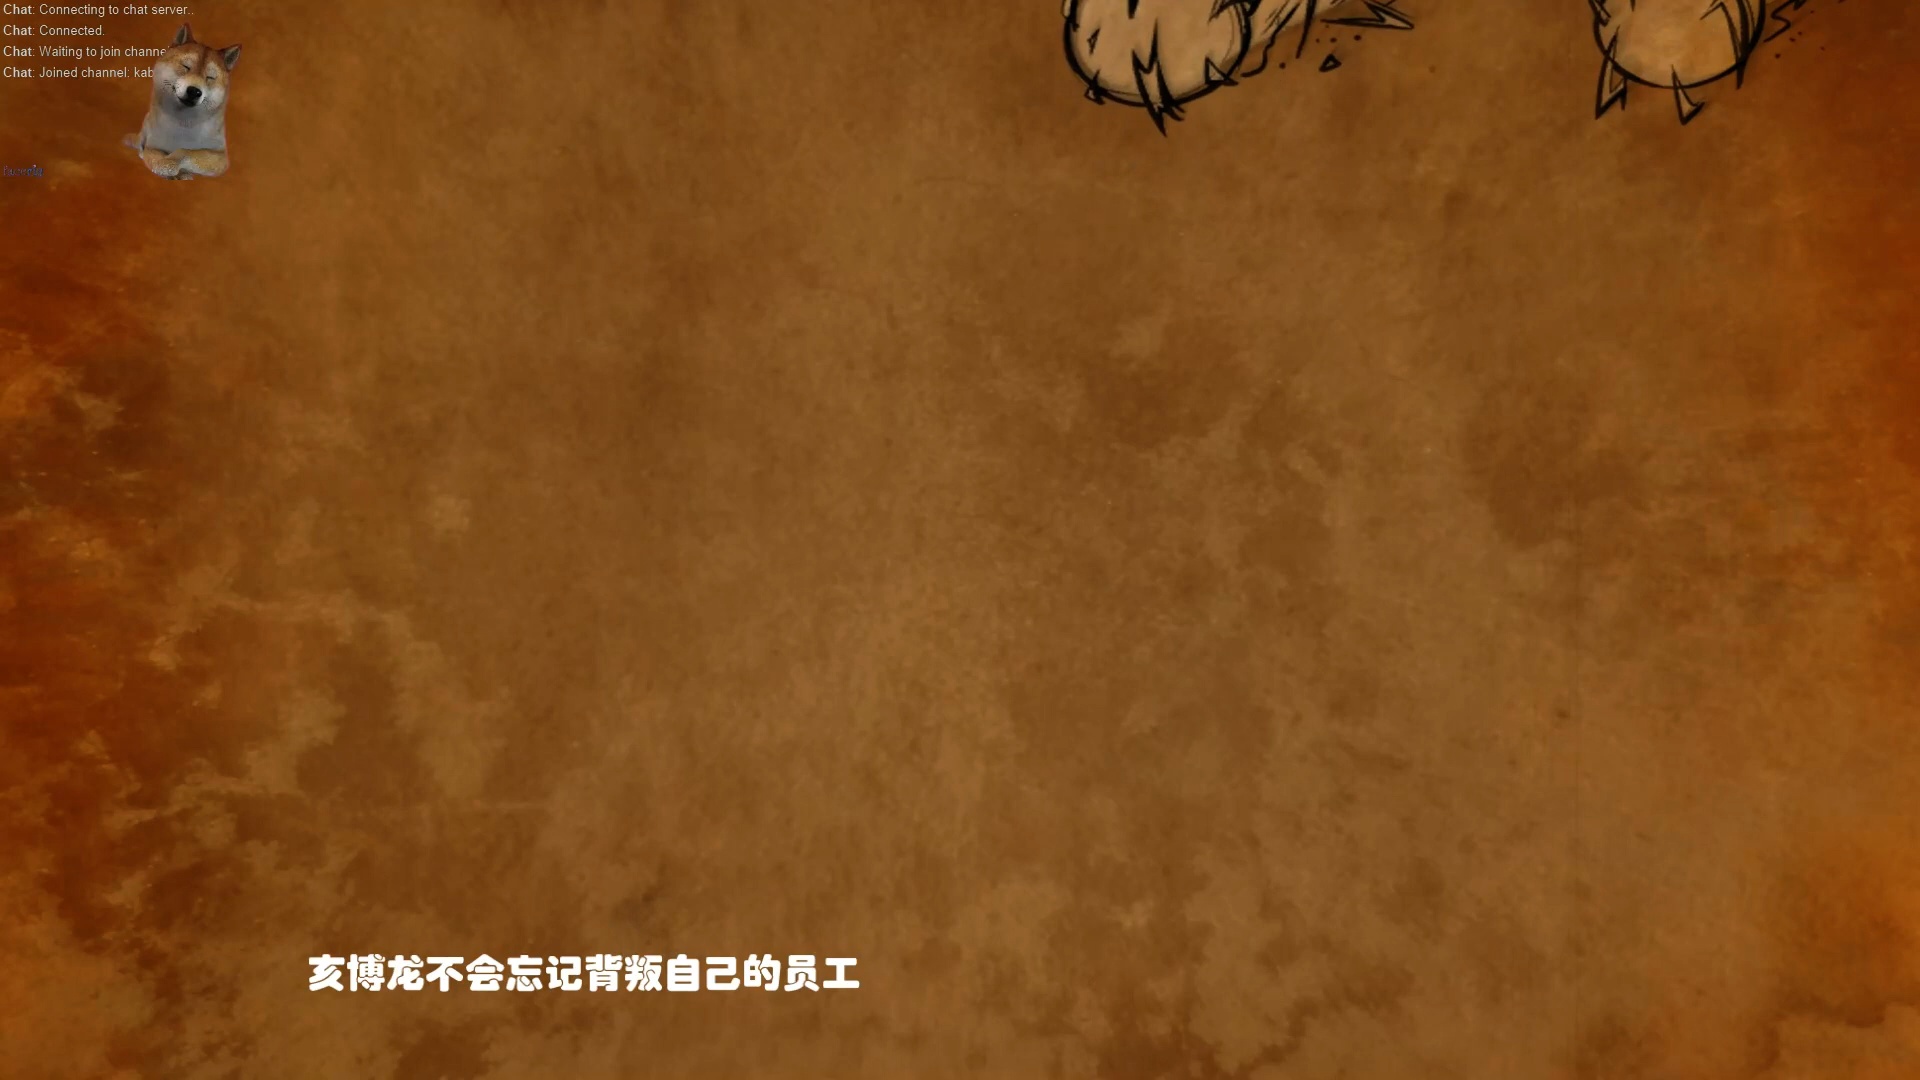 Chat: Connecting to chat server..
Chat: Connected.
Chat: Waiting to join channe
Chat: Joined channel: kab
facerig
亥博龙不会忘记背叛自己的员工